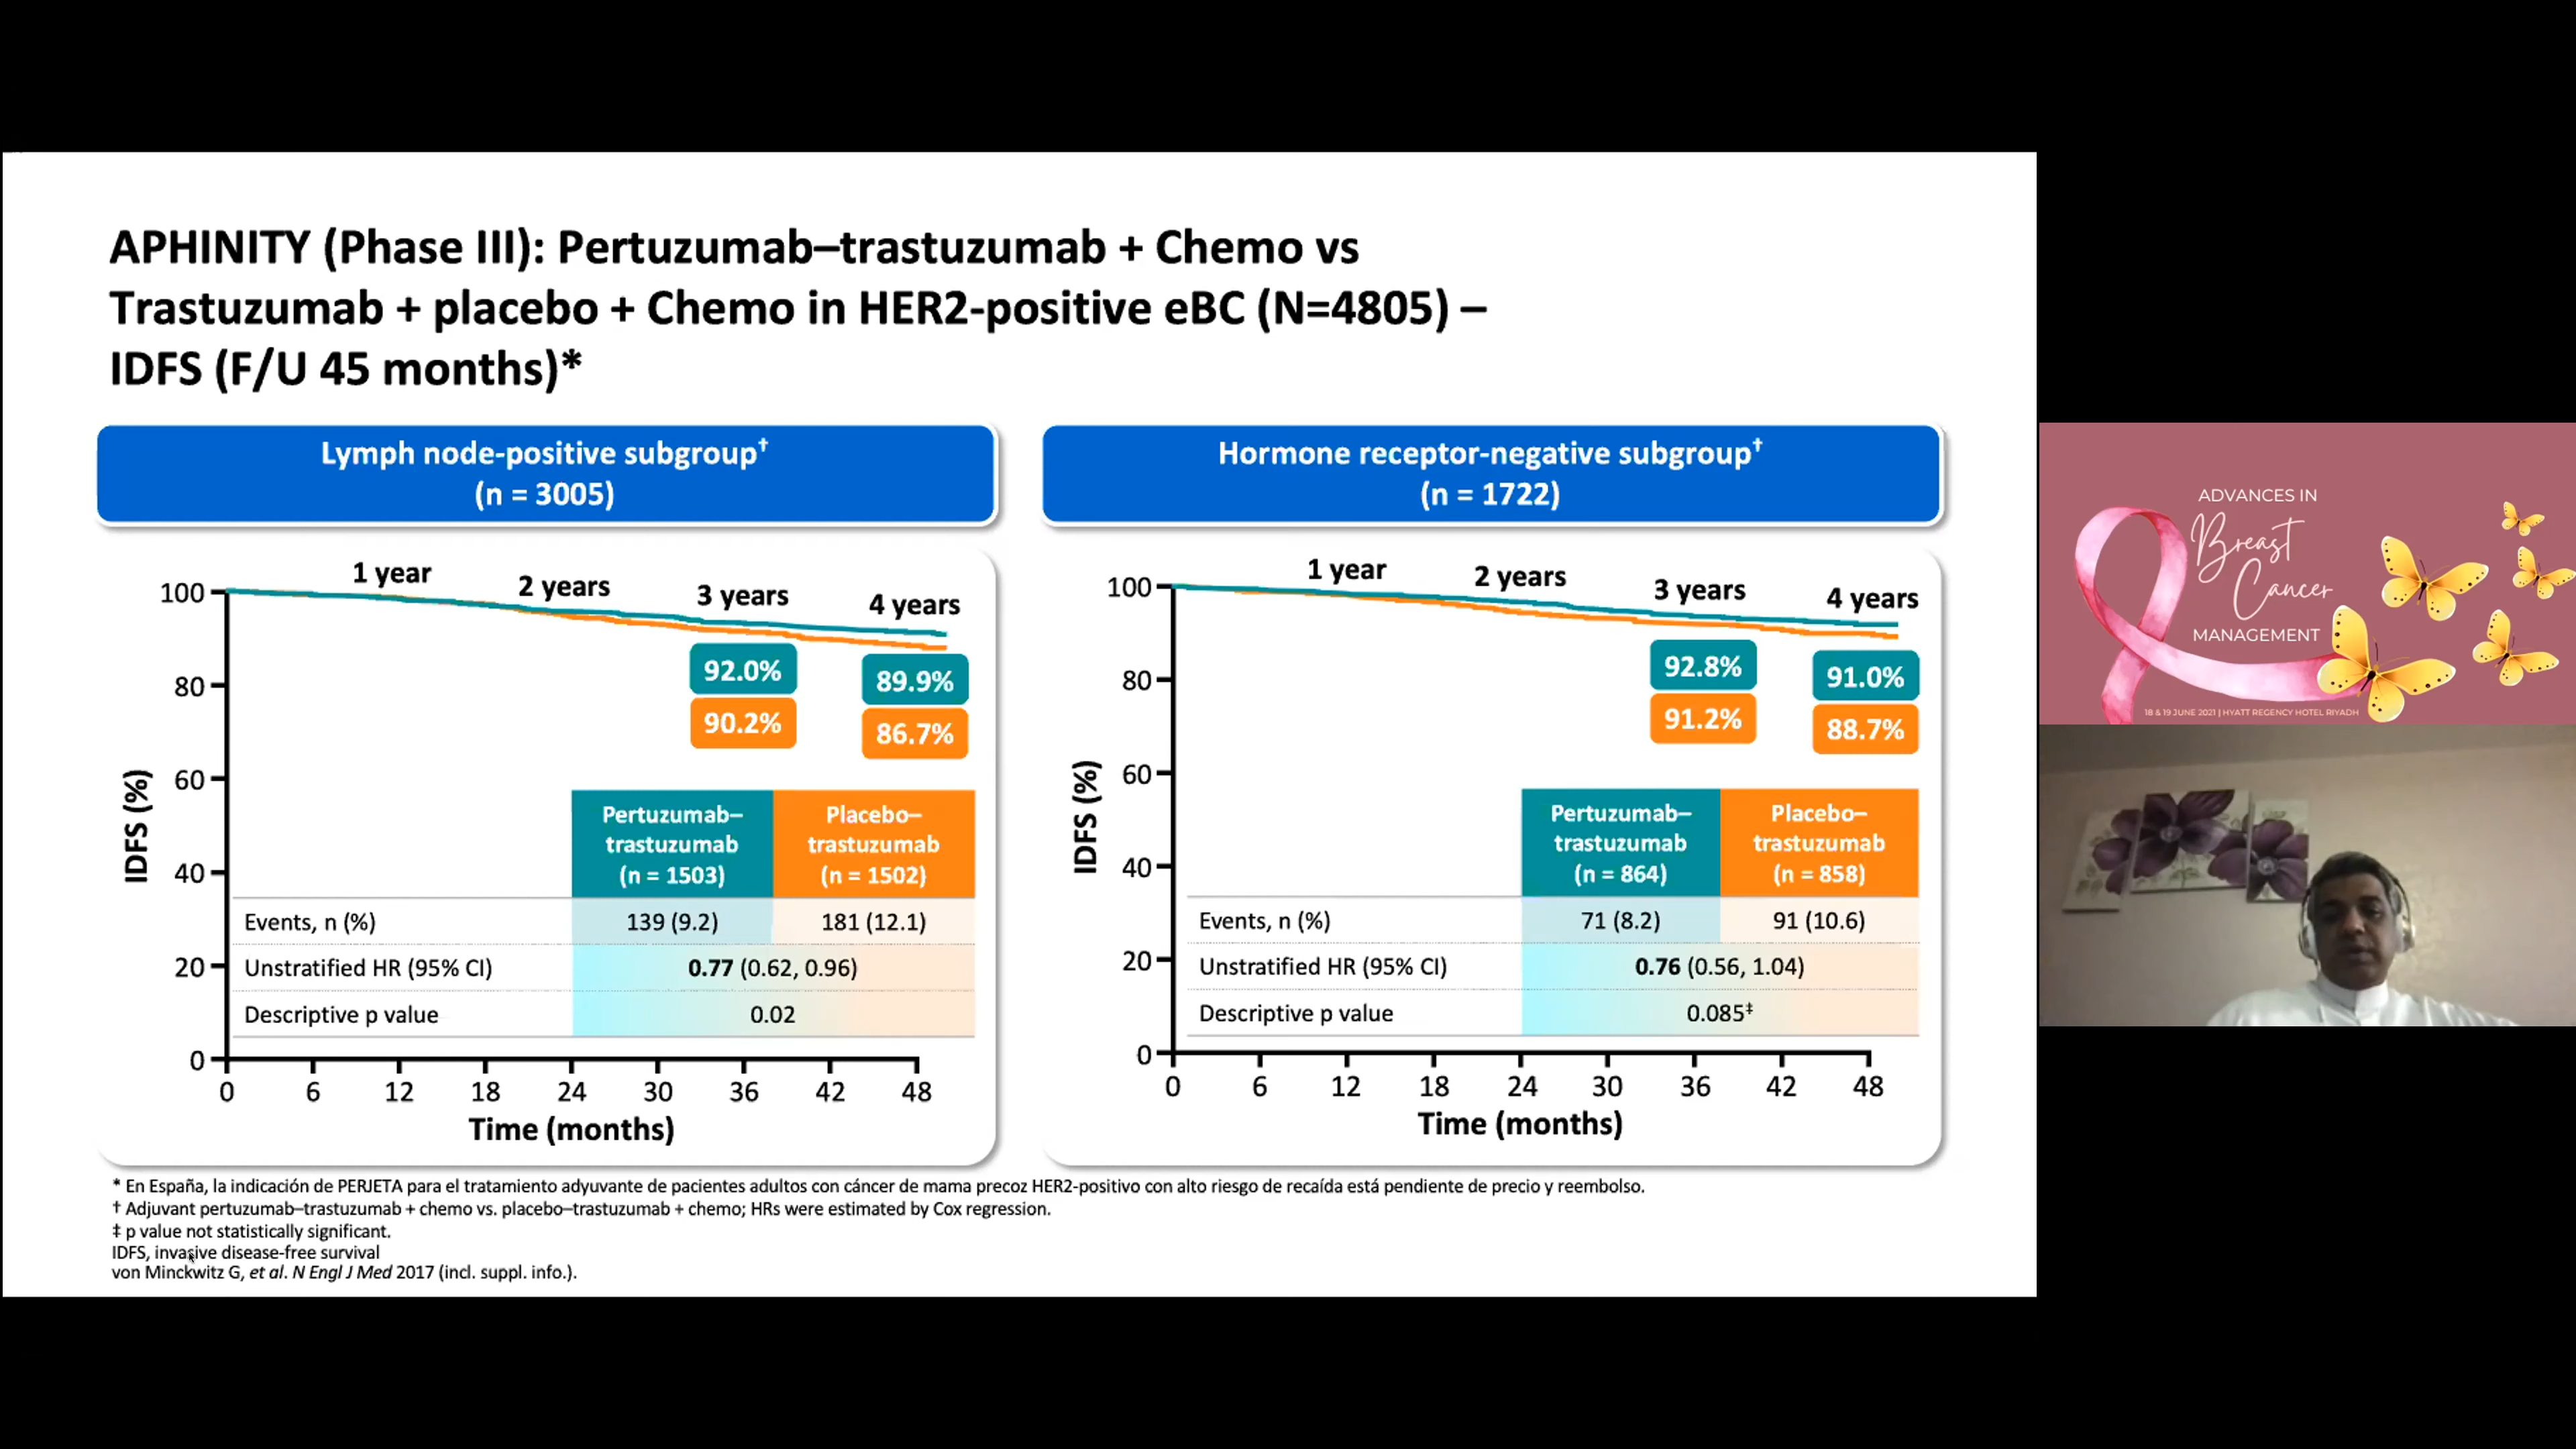 APHINITY (Phase III): Pertuzumab–trastuzumab + Chemo vs
Trastuzumab + placebo + Chemo in HER2-positive eBC (N=4805) –
IDFS (F/U 45 months)*
Lymph node-positive subgroup†
(n = 3005)
1 year
2 years
3 years
4 years
92.0%
90.2%
89.9%
86.7%
IDFS (%)
100
80
60
40
20
0
Pertuzumab–
trastuzumab
(n = 1503)
Placebo–
trastuzumab
(n = 1502)
Events, n (%) 139 (9.2) 181 (12.1)
Unstratified HR (95% CI) 0.77 (0.62, 0.96)
Descriptive p value 0.02
0 6 12 18 24 30 36 42 48
Time (months)
Hormone receptor-negative subgroup†
(n = 1722)
1 year
2 years
3 years
4 years
92.8%
91.2%
91.0%
88.7%
IDFS (%)
100
80
60
40
20
0
Pertuzumab–
trastuzumab
(n = 864)
Placebo–
trastuzumab
(n = 858)
Events, n (%) 71 (8.2) 91 (10.6)
Unstratified HR (95% CI) 0.76 (0.56, 1.04)
Descriptive p value 0.085‡
0 6 12 18 24 30 36 42 48
Time (months)
* En España, la indicación de PERJETA para el tratamiento adyuvante de pacientes adultos con cáncer de mama precoz HER2-positivo con alto riesgo de recaída está pendiente de precio y reembolso.
† Adjuvant pertuzumab–trastuzumab + chemo vs. placebo–trastuzumab + chemo; HRs were estimated by Cox regression.
‡ p value not statistically significant.
IDFS, invasive disease-free survival
von Minckwitz G, et al. N Engl J Med 2017 (incl. suppl. info.).
ADVANCES IN
Breast
Cancer
MANAGEMENT
18 & 19 JUNE 2021 | HYATT REGENCY HOTEL RIYADH